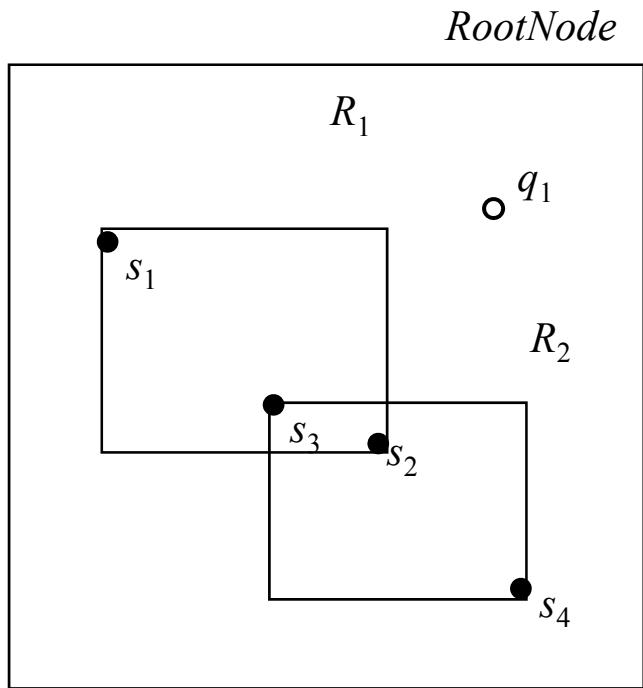 RootNode
R₁
q₁
s₁
R₂
s₃
s₂
s₄